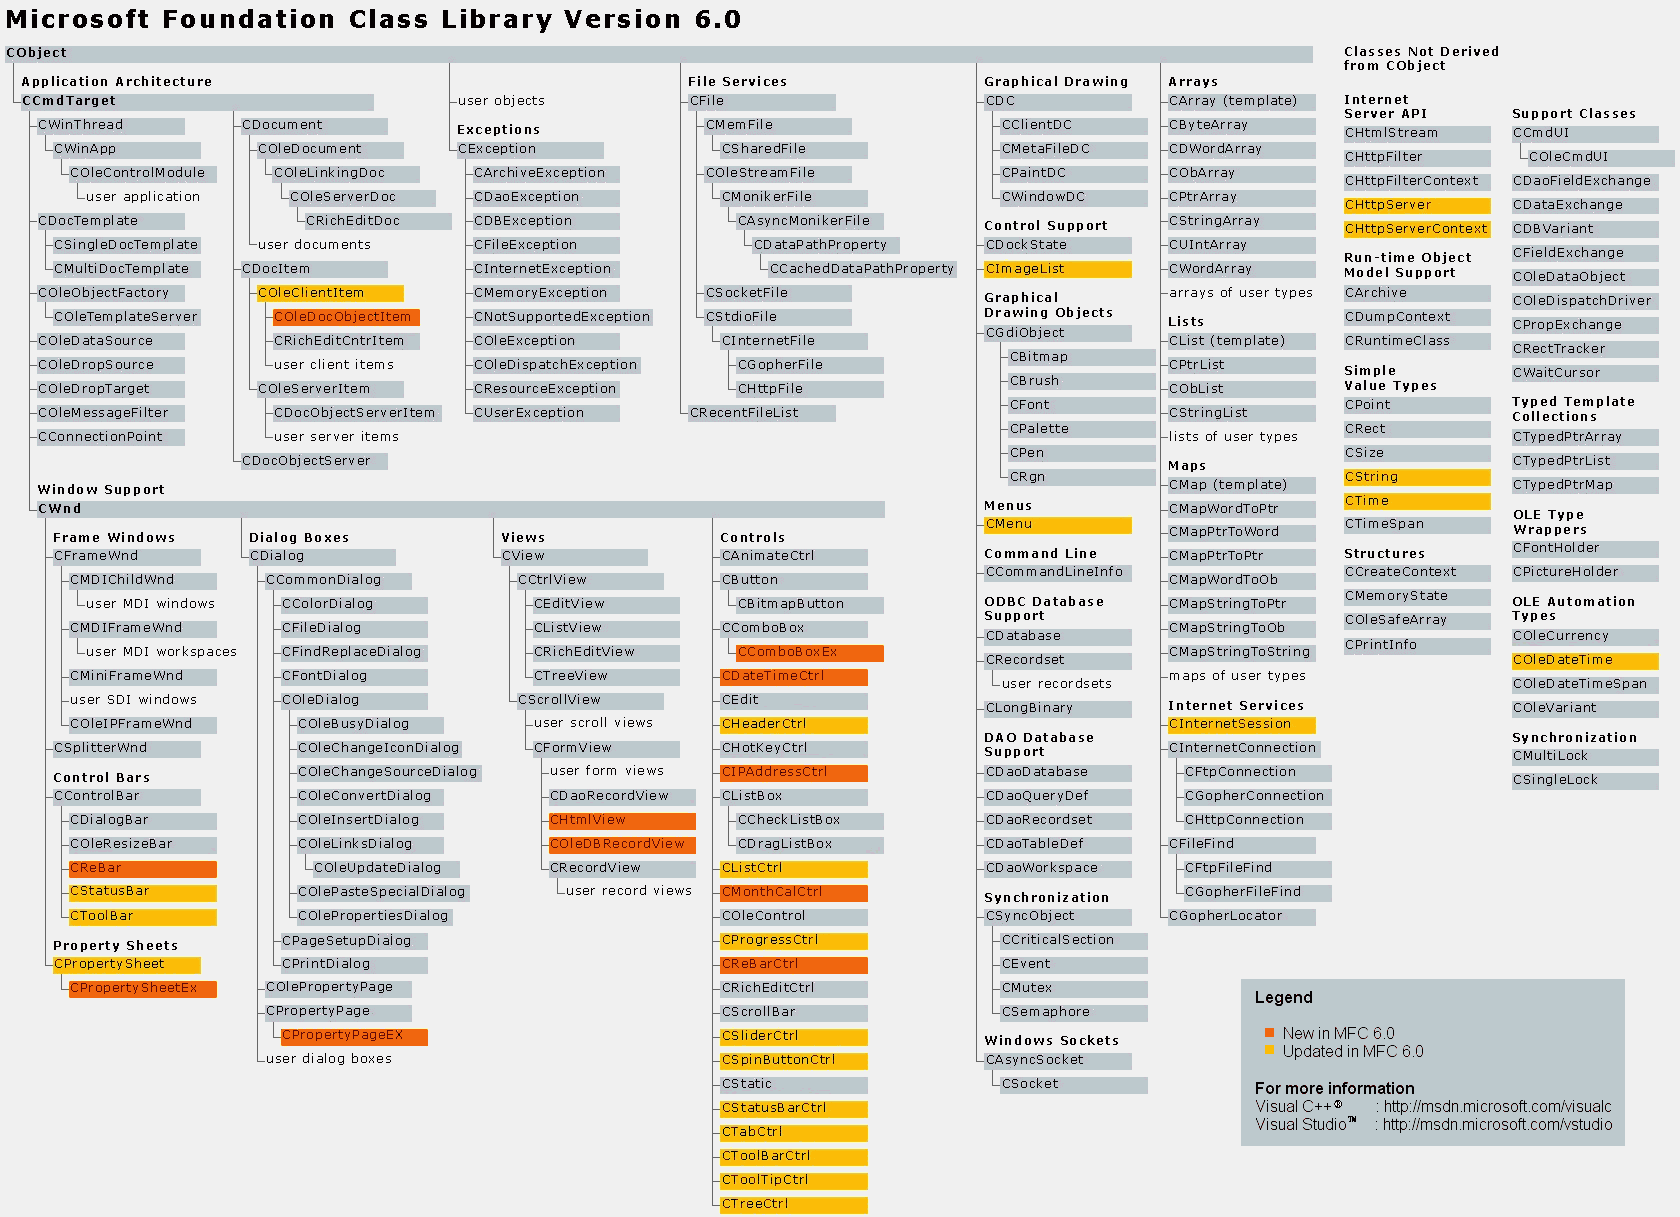 Microsoft Foundation Class Library Version 6.0
CObject
Application Architecture
CCmdTarget
CWinThread
CWinApp
COleControlModule
user application
CDocTemplate
CSingleDocTemplate
CMultiDocTemplate
COleObjectFactory
COleTemplateServer
COleDataSource
COleDropSource
COleDropTarget
COleMessageFilter
CConnectionPoint
CDocument
COleDocument
COleLinkingDoc
COleServerDoc
CRichEditDoc
user documents
CDocItem
COleClientItem
COleDocObjectItem
CRichEditCntrItem
user client items
COleServerItem
CDocObjectServerItem
user server items
CDocObjectServer
Window Support
CWnd
Frame Windows
CFrameWnd
CMDIChildWnd
user MDI windows
CMDIFrameWnd
user MDI workspaces
CMiniFrameWnd
user SDI windows
COleIPFrameWnd
CSplitterWnd
Control Bars
CControlBar
CDialogBar
COleResizeBar
CReBar
CStatusBar
CToolBar
Property Sheets
CPropertySheet
CPropertySheetEx
Dialog Boxes
CDialog
CCommonDialog
CColorDialog
CFileDialog
CFindReplaceDialog
CFontDialog
COleDialog
COleBusyDialog
COleChangeIconDialog
COleChangeSourceDialog
COleConvertDialog
COleInsertDialog
COleLinksDialog
COleUpdateDialog
COlePasteSpecialDialog
COlePropertiesDialog
CPageSetupDialog
CPrintDialog
COlePropertyPage
CPropertyPage
CPropertyPageEX
user dialog boxes
Views
CView
CCtrlView
CEditView
CListView
CRichEditView
CTreeView
CScrollView
user scroll views
CFormView
user form views
CDaoRecordView
CHtmlView
COleDBRecordView
CRecordView
user record views
Controls
CAnimateCtrl
CButton
CBitmapButton
CComboBox
CComboBoxEx
CDateTimeCtrl
CEdit
CHeaderCtrl
CHotKeyCtrl
CIPAddressCtrl
CListBox
CCheckListBox
CDragListBox
CListCtrl
CMonthCalCtrl
COleControl
CProgressCtrl
CReBarCtrl
CRichEditCtrl
CScrollBar
CSliderCtrl
CSpinButtonCtrl
CStatic
CStatusBarCtrl
CTabCtrl
CToolBarCtrl
CToolTipCtrl
CTreeCtrl
user objects
Exceptions
CException
CArchiveException
CDaoException
CDBException
CFileException
CInternetException
CMemoryException
CNotSupportedException
COleException
COleDispatchException
CResourceException
CUserException
File Services
CFile
CMemFile
CSharedFile
COleStreamFile
CMonikerFile
CAsyncMonikerFile
CDataPathProperty
CCachedDataPathProperty
CSocketFile
CStdioFile
CInternetFile
CGopherFile
CHttpFile
CRecentFileList
Graphical Drawing
CDC
CClientDC
CMetaFileDC
CPaintDC
CWindowDC
Control Support
CDockState
CImageList
Graphical
Drawing Objects
CGdiObject
CBitmap
CBrush
CFont
CPalette
CPen
CRgn
Menus
CMenu
Command Line
CCommandLineInfo
ODBC Database
Support
CDatabase
CRecordset
user recordsets
CLongBinary
DAO Database
Support
CDaoDatabase
CDaoQueryDef
CDaoRecordset
CDaoTableDef
CDaoWorkspace
Synchronization
CSyncObject
CCriticalSection
CEvent
CMutex
CSemaphore
Windows Sockets
CAsyncSocket
CSocket
Arrays
CArray (template)
CByteArray
CDWordArray
CObArray
CPtrArray
CStringArray
CUIntArray
CWordArray
arrays of user types
Lists
CList (template)
CPtrList
CObList
CStringList
lists of user types
Maps
CMap (template)
CMapWordToPtr
CMapPtrToWord
CMapPtrToPtr
CMapWordToOb
CMapStringToPtr
CMapStringToOb
CMapStringToString
maps of user types
Internet Services
CInternetSession
CInternetConnection
CFtpConnection
CGopherConnection
CHttpConnection
CFileFind
CFtpFileFind
CGopherFileFind
CGopherLocator
Classes Not Derived
from CObject
Internet
Server API
CHtmlStream
CHttpFilter
CHttpFilterContext
CHttpServer
CHttpServerContext
Run-time Object
Model Support
CArchive
CDumpContext
CRuntimeClass
Simple
Value Types
CPoint
CRect
CSize
CString
CTime
CTimeSpan
Structures
CCreateContext
CMemoryState
COleSafeArray
CPrintInfo
Support Classes
CCmdUI
COleCmdUI
CDaoFieldExchange
CDataExchange
CDBVariant
CFieldExchange
COleDataObject
COleDispatchDriver
CPropExchange
CRectTracker
CWaitCursor
Typed Template
Collections
CTypedPtrArray
CTypedPtrList
CTypedPtrMap
OLE Type
Wrappers
CFontHolder
CPictureHolder
OLE Automation
Types
COleCurrency
COleDateTime
COleDateTimeSpan
COleVariant
Synchronization
CMultiLock
CSingleLock
Legend
New in MFC 6.0
Updated in MFC 6.0
For more information
Visual C++® : http://msdn.microsoft.com/visualc
Visual Studio™ : http://msdn.microsoft.com/vstudio